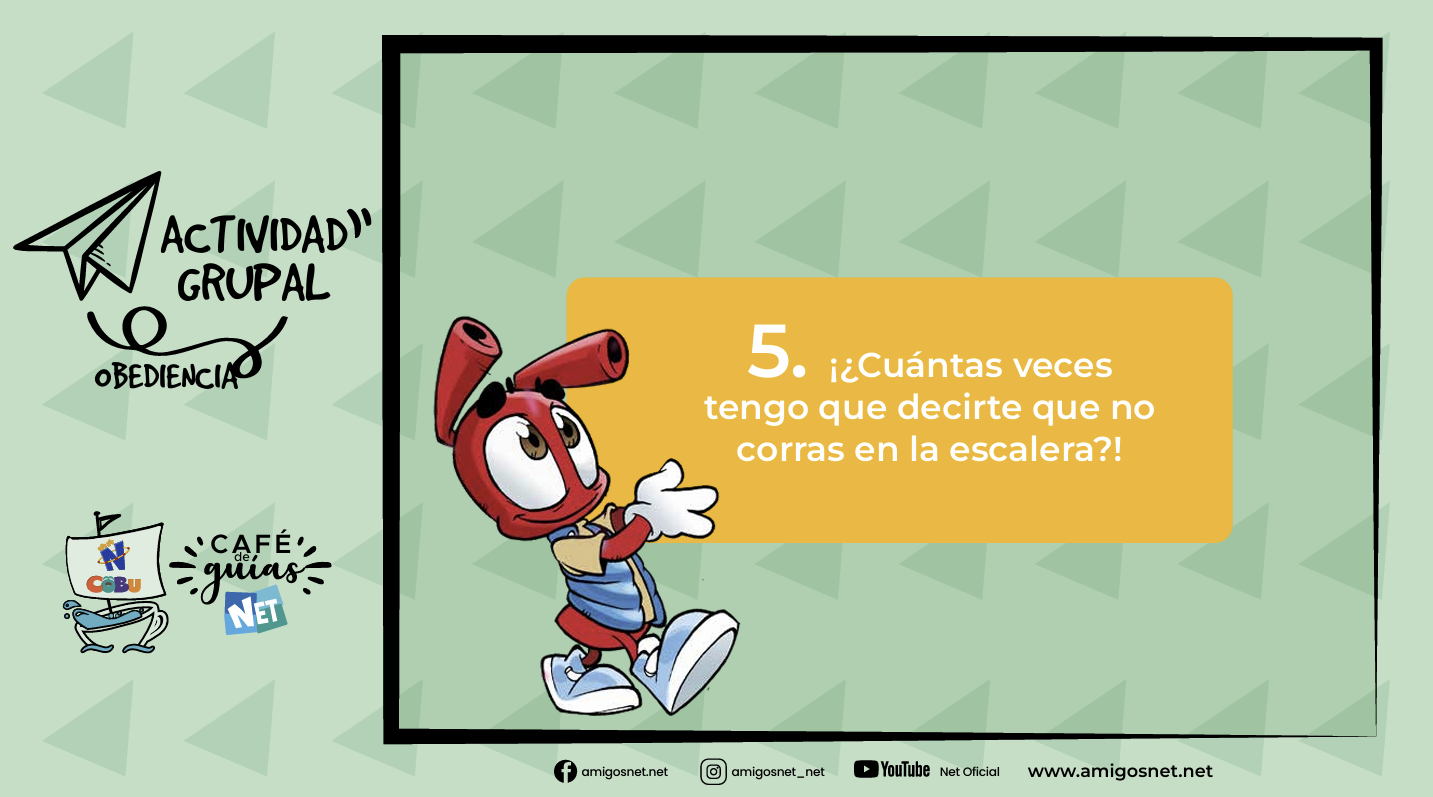 ACTIVIDAD
GRUPAL
OBEDIENCIA
N
COBU
CAFÉ
de
guías
NET
5. ¡¿Cuántas veces
tengo que decirte que no
corras en la escalera?!
amigosnet.net
amigosnet_net
YouTube Net Oficial
www.amigosnet.net